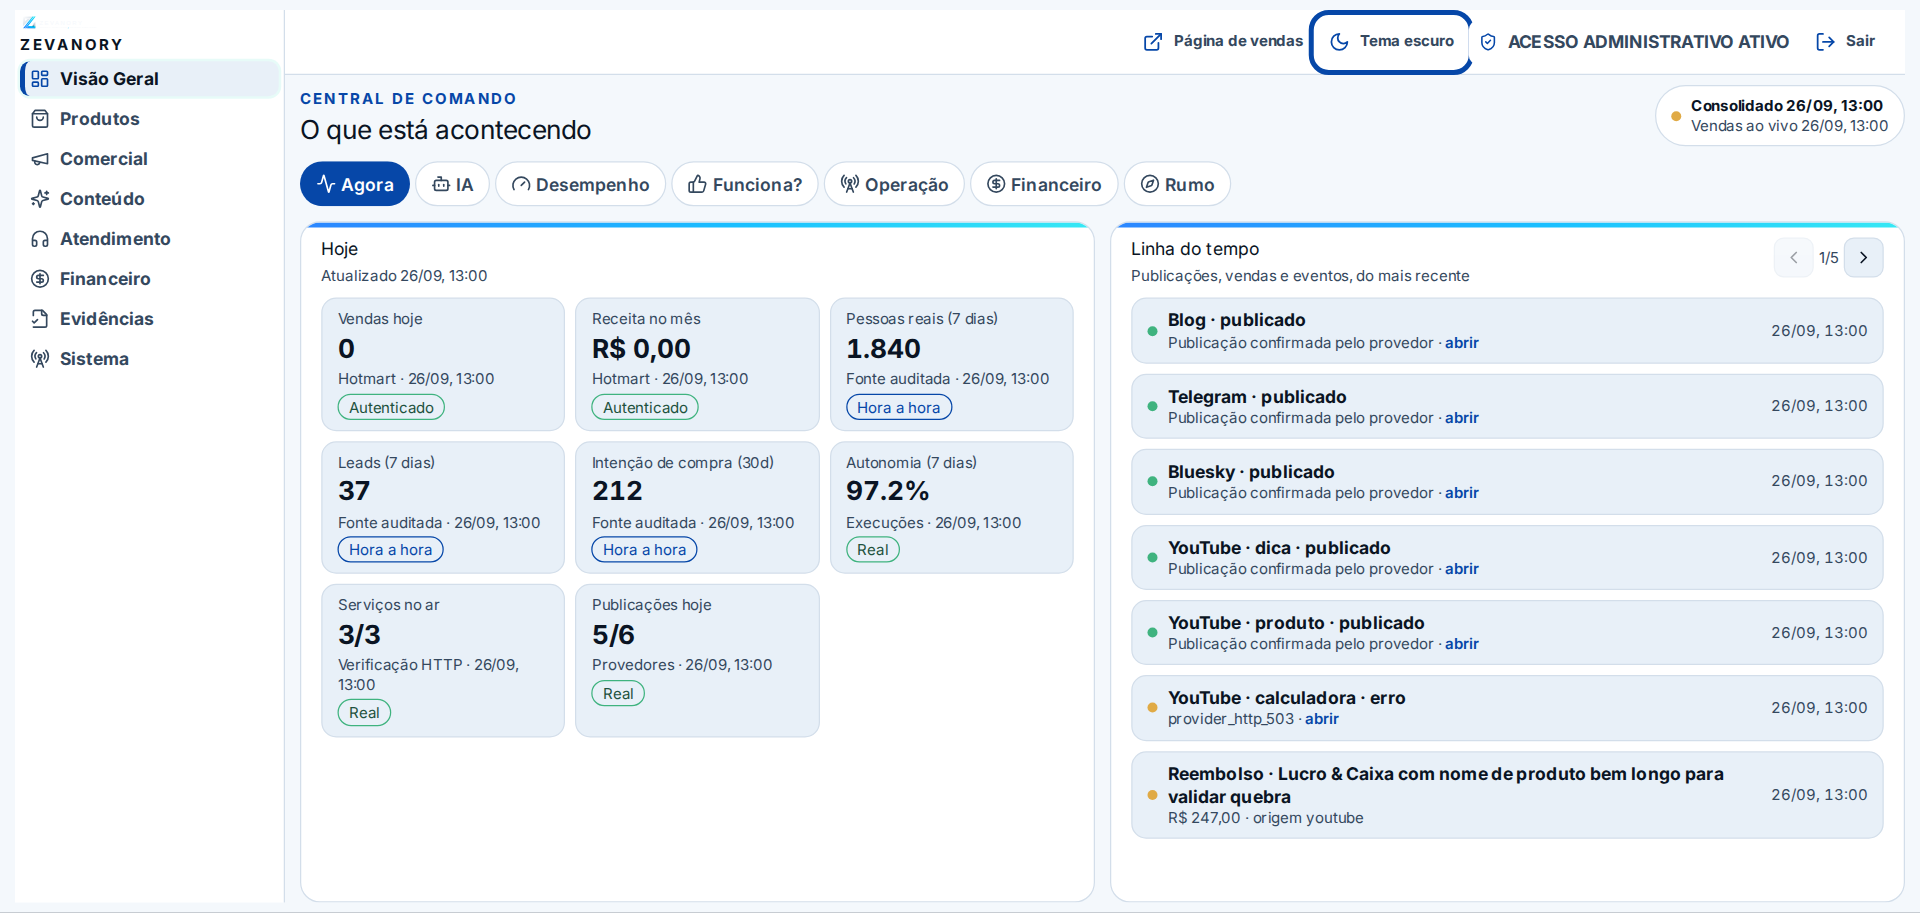 ZEVANORY
Visão Geral
Produtos
Comercial
Conteúdo
Atendimento
Financeiro
Evidências
Sistema
Página de vendas
Tema escuro
ACESSO ADMINISTRATIVO ATIVO
Sair
CENTRAL DE COMANDO
O que está acontecendo
Consolidado 26/09, 13:00
Vendas ao vivo 26/09, 13:00
Agora
IA
Desempenho
Funciona?
Operação
Financeiro
Rumo
Hoje
Atualizado 26/09, 13:00
Vendas hoje
0
Hotmart · 26/09, 13:00
Autenticado
Receita no mês
R$ 0,00
Hotmart · 26/09, 13:00
Autenticado
Pessoas reais (7 dias)
1.840
Fonte auditada · 26/09, 13:00
Hora a hora
Leads (7 dias)
37
Fonte auditada · 26/09, 13:00
Hora a hora
Intenção de compra (30d)
212
Fonte auditada · 26/09, 13:00
Hora a hora
Autonomia (7 dias)
97.2%
Execuções · 26/09, 13:00
Real
Serviços no ar
3/3
Verificação HTTP · 26/09,
13:00
Real
Publicações hoje
5/6
Provedores · 26/09, 13:00
Real
Linha do tempo
Publicações, vendas e eventos, do mais recente
1/5
Blog · publicado
Publicação confirmada pelo provedor · abrir
26/09, 13:00
Telegram · publicado
Publicação confirmada pelo provedor · abrir
26/09, 13:00
Bluesky · publicado
Publicação confirmada pelo provedor · abrir
26/09, 13:00
YouTube · dica · publicado
Publicação confirmada pelo provedor · abrir
26/09, 13:00
YouTube · produto · publicado
Publicação confirmada pelo provedor · abrir
26/09, 13:00
YouTube · calculadora · erro
provider_http_503 · abrir
26/09, 13:00
Reembolso · Lucro & Caixa com nome de produto bem longo para
validar quebra
R$ 247,00 · origem youtube
26/09, 13:00